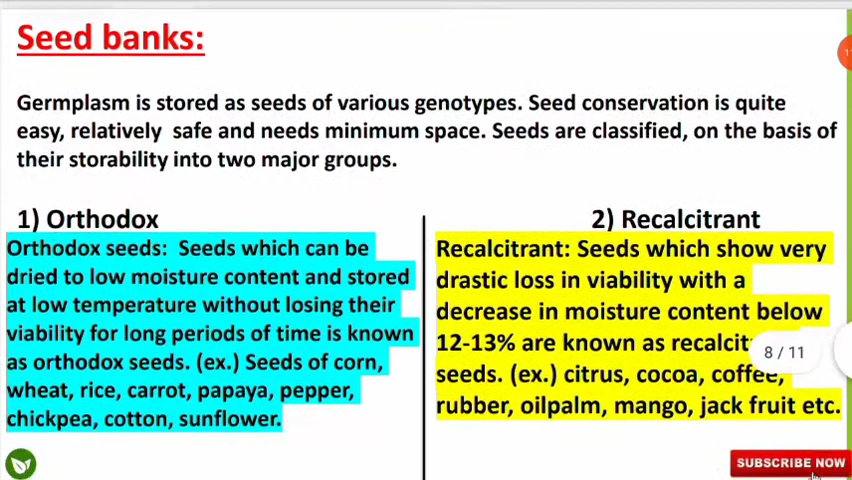 Seed banks:
Germplasm is stored as seeds of various genotypes. Seed conservation is quite
easy, relatively safe and needs minimum space. Seeds are classified, on the basis of
their storability into two major groups.
1) Orthodox
Orthodox seeds: Seeds which can be
dried to low moisture content and stored
at low temperature without losing their
viability for long periods of time is known
as orthodox seeds. (ex.) Seeds of corn,
wheat, rice, carrot, papaya, pepper,
chickpea, cotton, sunflower.
2) Recalcitrant
Recalcitrant: Seeds which show very
drastic loss in viability with a
decrease in moisture content below
12-13% are known as recalcit
seeds. (ex.) citrus, cocoa, coffee,
rubber, oilpalm, mango, jack fruit etc.
8 / 11
SUBSCRIBE NOW